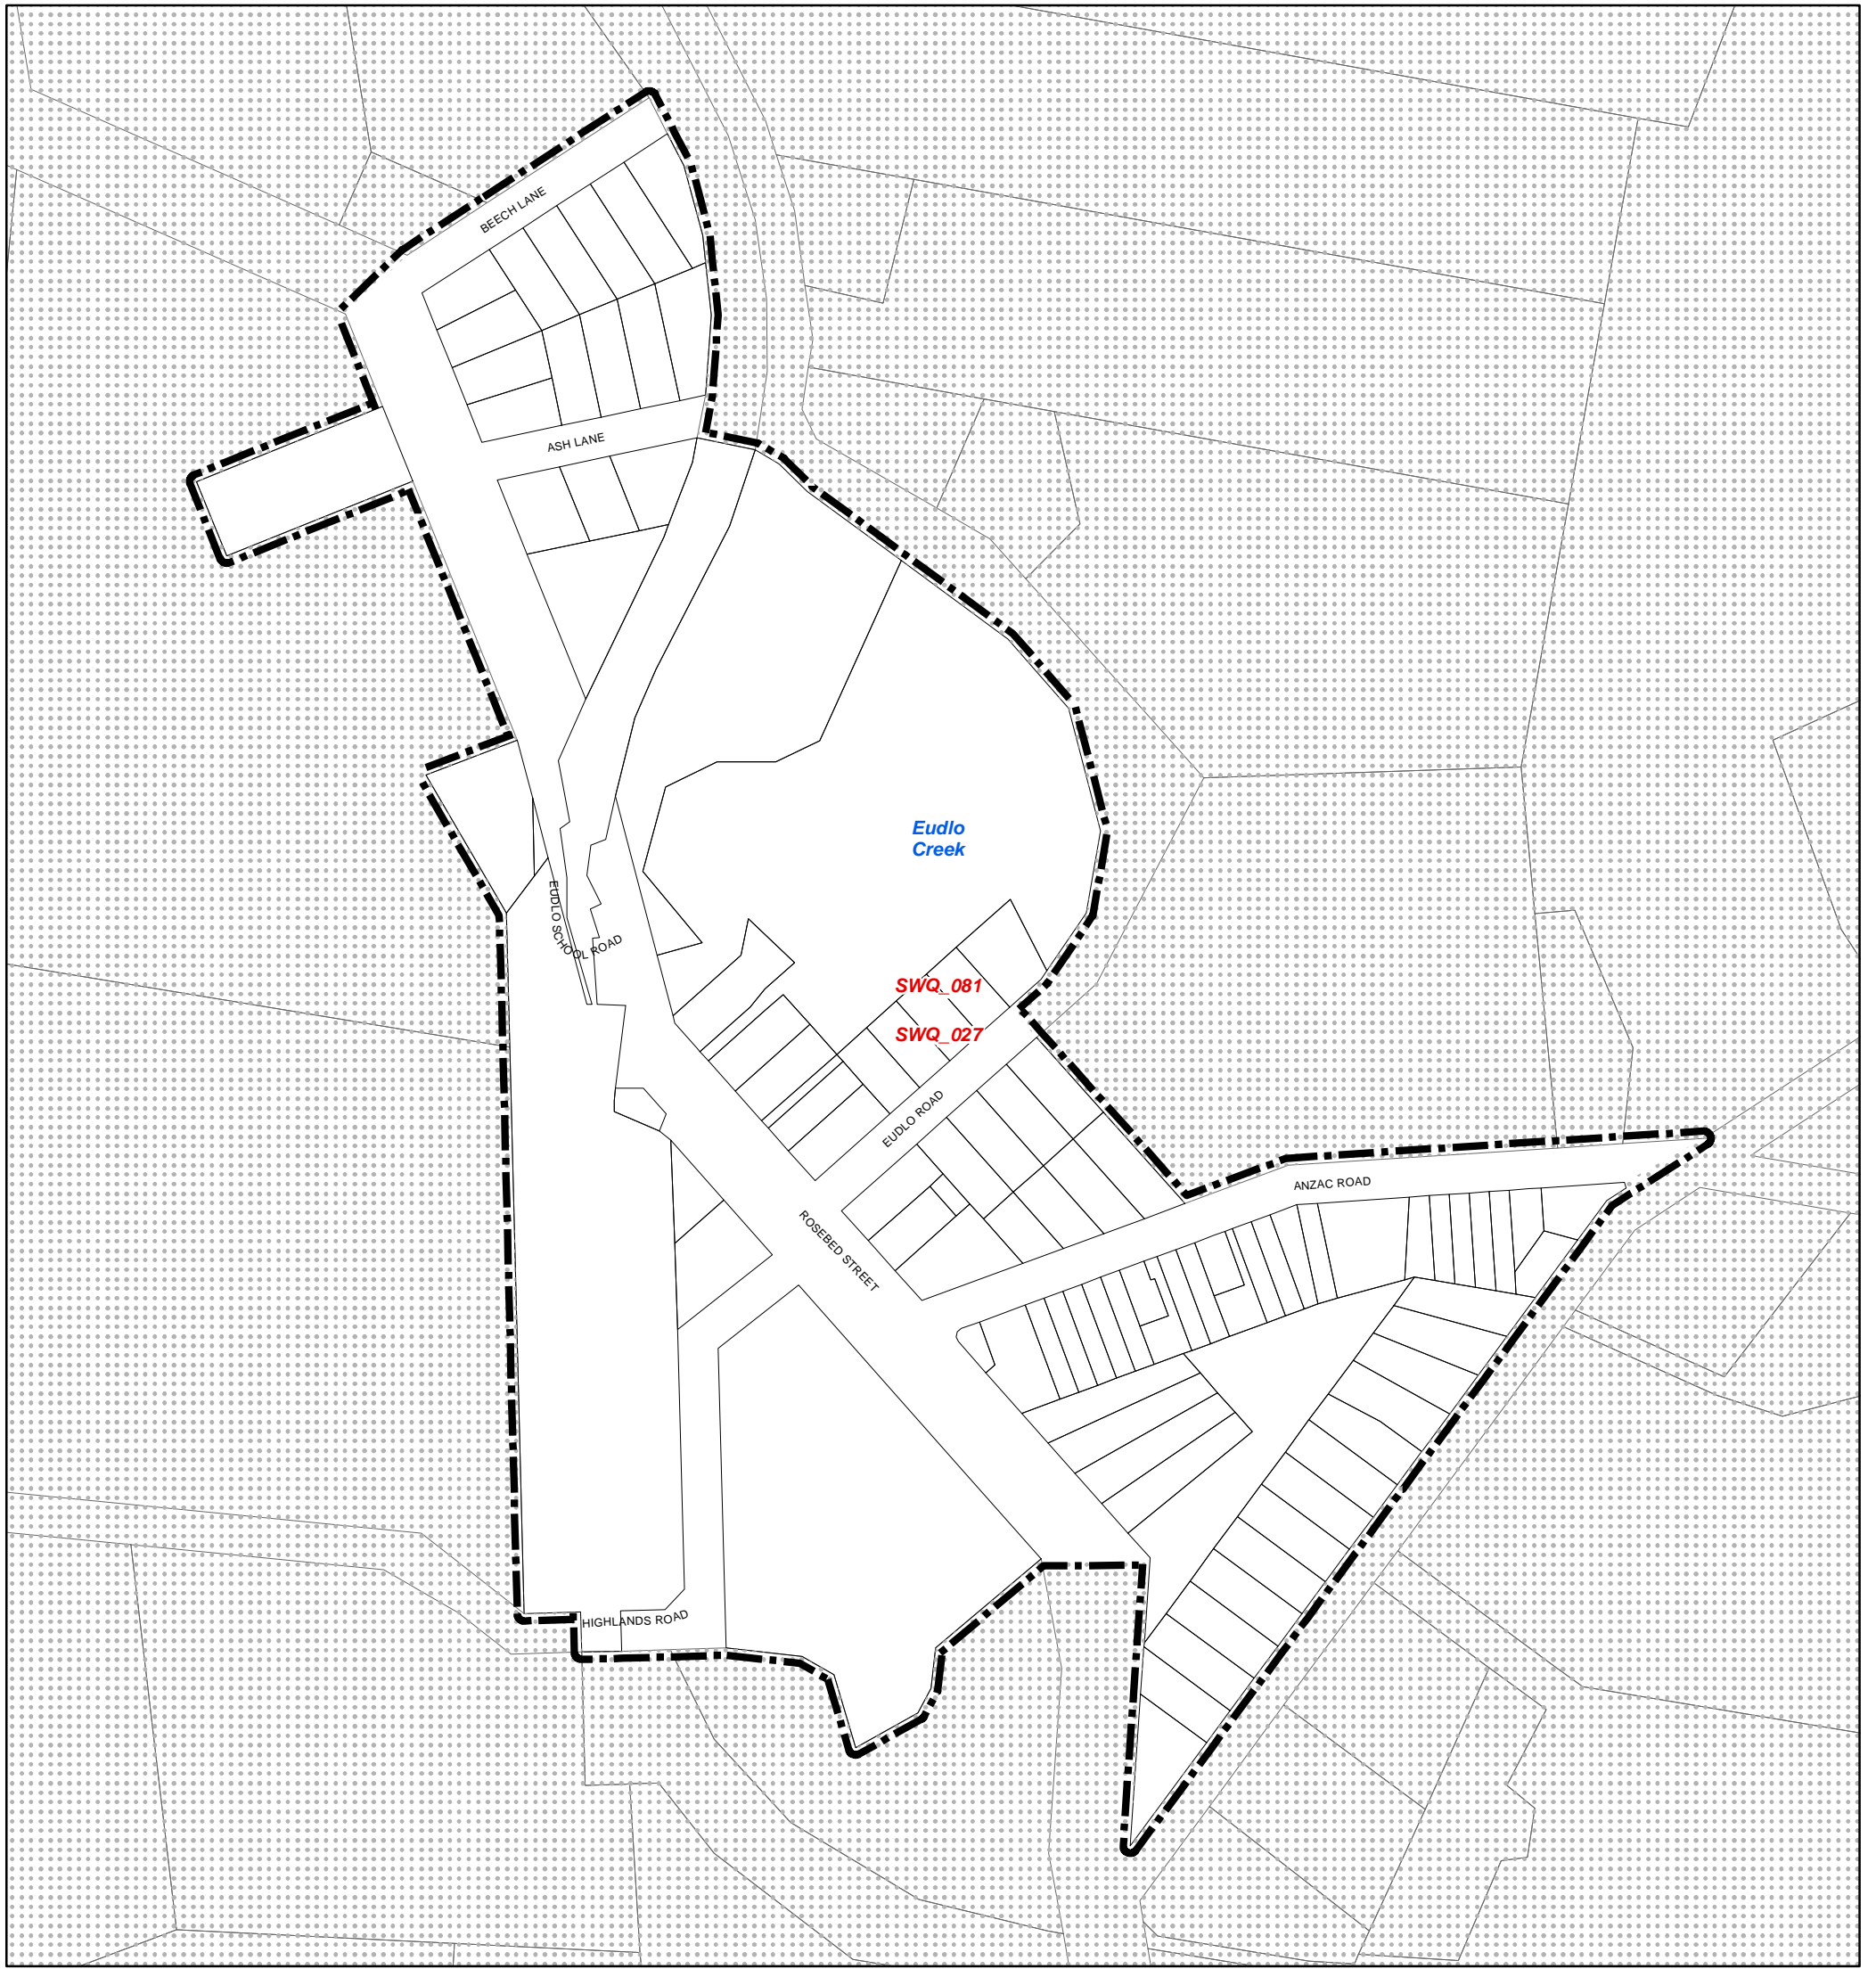 BEECH LANE
ASH LANE
Eudlo
Creek
EUDLO SCHOOL ROAD
SWQ_081
SWQ_027
EUDLO ROAD
ANZAC ROAD
ROSEBED STREET
HIGHLANDS ROAD